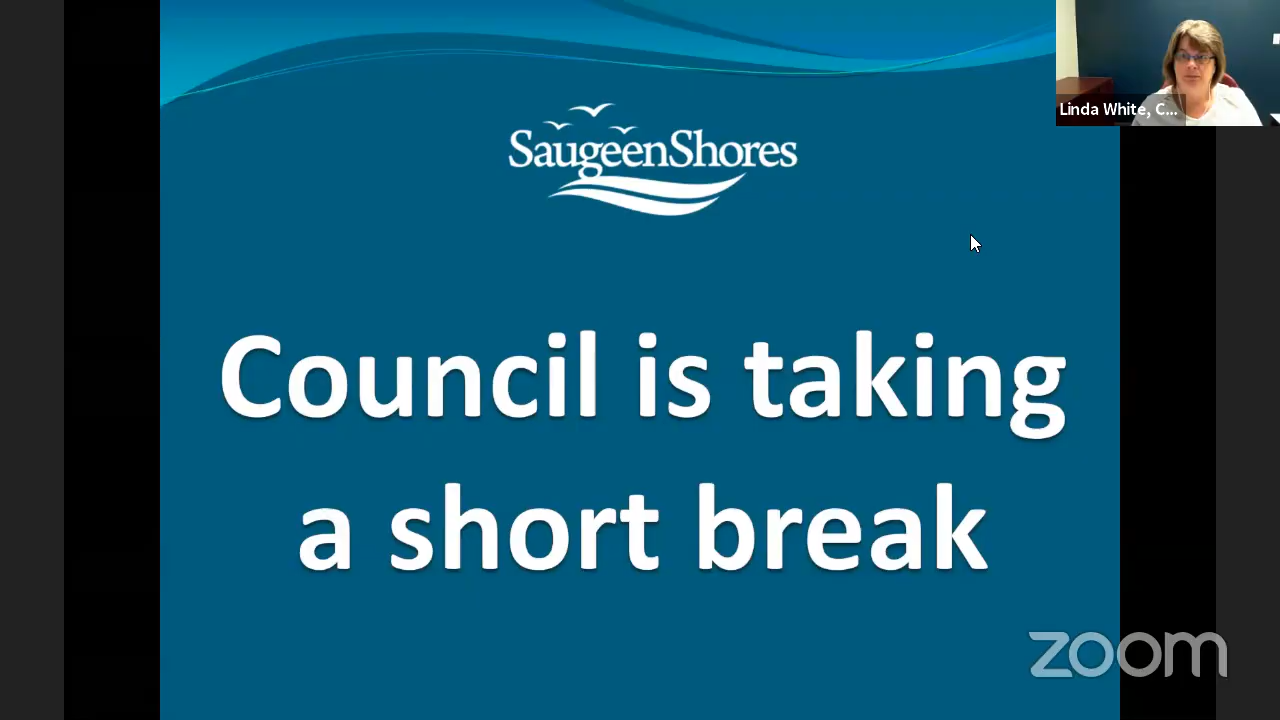 Linda White, C...
SaugeenShores
Council is taking
a short break
zoom